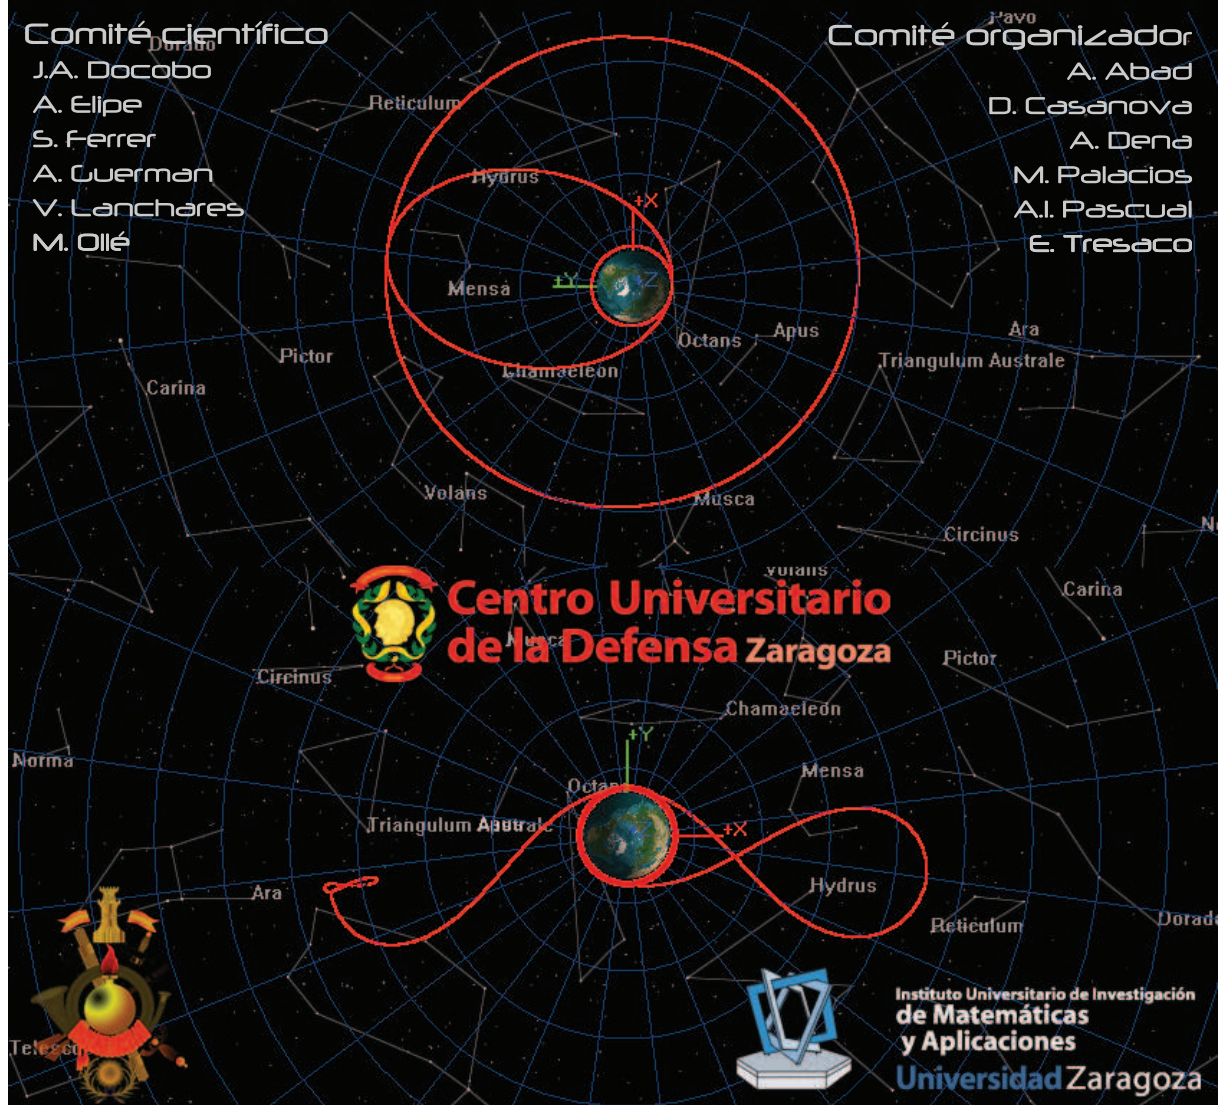 Comité científico
J.A. Docobo
A. Elipe
S. Ferrer
A. Guerman
V. Lanchares
M. Ollé
Comité organizador
A. Abad
D. Casanova
A. Dena
M. Palacios
A.I. Pascual
E. Tresaco
Pavo
Dorado
Reticulum
Hydrus
+X
+Y
Z
Mensa
Octans
Apus
Ara
Triangulum Australe
Pictor
Carina
Chamaeleon
Volans
Musca
Circinus
Volans
Carina
Centro Universitario
de la Defensa Zaragoza
Musca
Circinus
Pictor
Chamaeleon
+Y
Norma
Mensa
Octans
Triangulum Australe
+X
Ara
Hydrus
Reticulum
Dorado
Instituto Universitario de Investigación
de Matemáticas
y Aplicaciones
Universidad Zaragoza